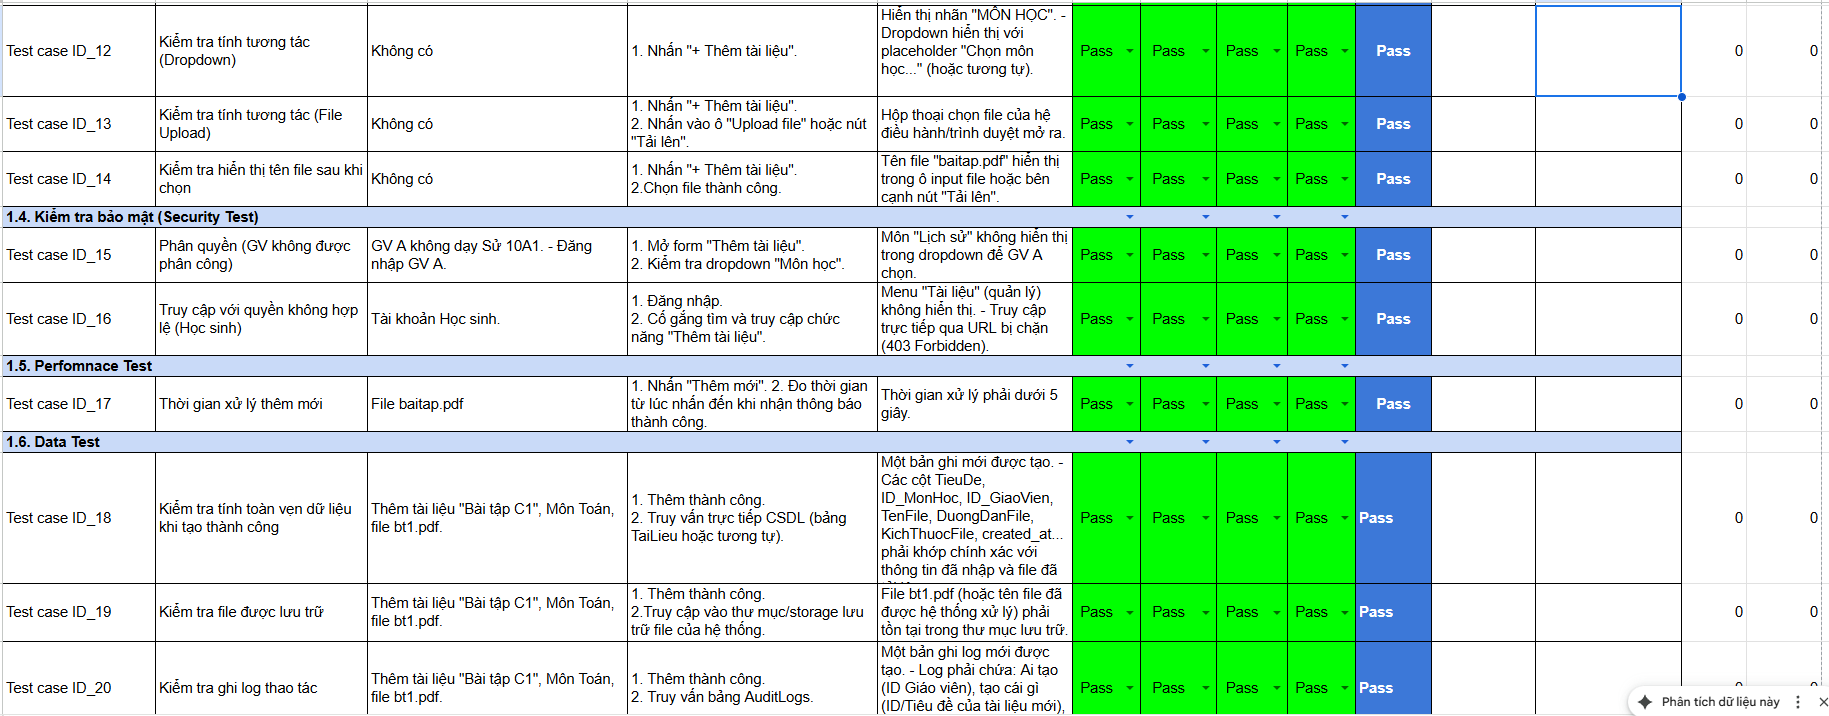 Test case ID_12
Kiểm tra tính tương tác
(Dropdown)
Không có
1. Nhấn "+ Thêm tài liệu".
Hiển thị nhãn "MÔN HỌC". -
Dropdown hiển thị với
placeholder "Chọn môn
học..." (hoặc tương tự).
Pass
Pass
Pass
Pass
Pass
0
0
Test case ID_13
Kiểm tra tính tương tác (File
Upload)
Không có
1. Nhấn "+ Thêm tài liệu".
2. Nhấn vào ô "Upload file" hoặc nút
"Tải lên".
Hộp thoại chọn file của hệ
điều hành/trình duyệt mở ra.
Pass
Pass
Pass
Pass
Pass
0
0
Test case ID_14
Kiểm tra hiển thị tên file sau khi
chọn
Không có
1. Nhấn "+ Thêm tài liệu".
2.Chọn file thành công.
Tên file "baitap.pdf" hiển thị
trong ô input file hoặc bên
cạnh nút "Tải lên".
Pass
Pass
Pass
Pass
Pass
0
0
1.4. Kiểm tra bảo mật (Security Test)
Test case ID_15
Phân quyền (GV không được
phân công)
GV A không dạy Sử 10A1. - Đăng
nhập GV A.
1. Mở form "Thêm tài liệu".
2. Kiểm tra dropdown "Môn học".
Môn "Lịch sử" không hiển thị
trong dropdown để GV A
chọn.
Pass
Pass
Pass
Pass
Pass
0
0
Test case ID_16
Truy cập với quyền không hợp
lệ (Học sinh)
Tài khoản Học sinh.
1. Đăng nhập.
2. Cố gắng tìm và truy cập chức
năng "Thêm tài liệu".
Menu "Tài liệu" (quản lý)
không hiển thị. - Truy cập
trực tiếp qua URL bị chặn
(403 Forbidden).
Pass
Pass
Pass
Pass
Pass
0
0
1.5. Perfomnace Test
Test case ID_17
Thời gian xử lý thêm mới
File baitap.pdf
1. Nhấn "Thêm mới". 2. Đo thời gian
từ lúc nhấn đến khi nhận thông báo
thành công.
Thời gian xử lý phải dưới 5
giây.
Pass
Pass
Pass
Pass
Pass
0
0
1.6. Data Test
Test case ID_18
Kiểm tra tính toàn vẹn dữ liệu
khi tạo thành công
Thêm tài liệu "Bài tập C1", Môn Toán,
file bt1.pdf.
1. Thêm thành công.
2. Truy vấn trực tiếp CSDL (bảng
TaiLieu hoặc tương tự).
Một bản ghi mới được tạo. -
Các cột TieuDe,
ID_MonHoc, ID_GiaoVien,
TenFile, DuongDanFile,
KichThuocFile, created_at...
phải khớp chính xác với
thông tin đã nhập và file đã
Pass
Pass
Pass
Pass
Pass
0
0
Test case ID_19
Kiểm tra file được lưu trữ
Thêm tài liệu "Bài tập C1", Môn Toán,
file bt1.pdf.
1. Thêm thành công.
2.Truy cập vào thư mục/storage lưu
trữ file của hệ thống.
File bt1.pdf (hoặc tên file đã
được hệ thống xử lý) phải
tồn tại trong thư mục lưu trữ.
Pass
Pass
Pass
Pass
Pass
0
0
Test case ID_20
Kiểm tra ghi log thao tác
Thêm tài liệu "Bài tập C1", Môn Toán,
file bt1.pdf.
1. Thêm thành công.
2. Truy vấn bảng AuditLogs.
Một bản ghi log mới được
tạo. - Log phải chứa: Ai tạo
(ID Giáo viên), tạo cái gì
(ID/Tiêu đề của tài liệu mới),
Pass
Pass
Pass
Pass
Pass
Phân tích dữ liệu này